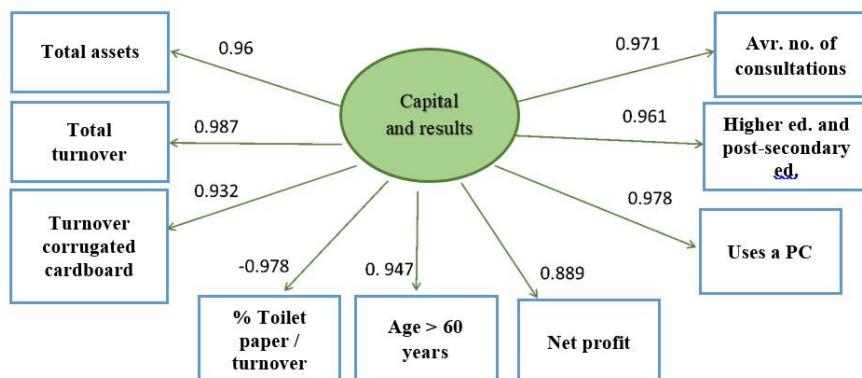 Total assets
0.96
Capital
and results
0.971
Avr. no. of
consultations
Total
turnover
0.987
0.961
Higher ed. and
post-secondary
ed.
Turnover
corrugated
cardboard
0.932
0.978
Uses a PC
-0.978
0. 947
0.889
% Toilet
paper /
turnover
Age > 60
years
Net profit